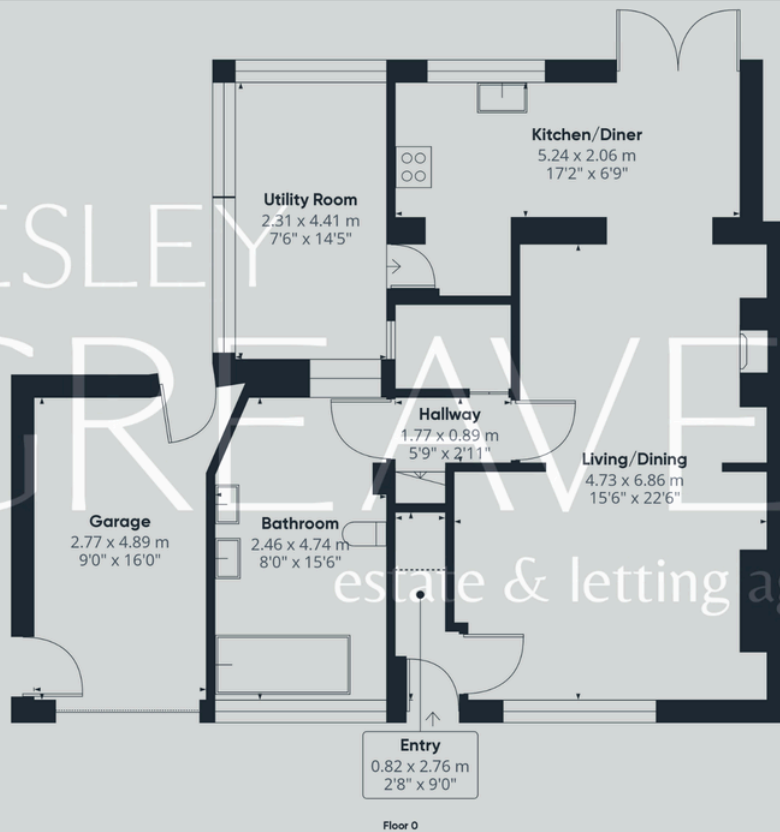 Kitchen/Diner
5.24 x 2.06 m
17'2" x 6'9"
Utility Room
2.31 x 4.41 m
7'6" x 14'5"
ESLEY
GREAVE
Hallway
1.77 x 0.89 m
5'9" x 2'11"
Living/Dining
4.73 x 6.86 m
15'6" x 22'6"
Garage
2.77 x 4.89 m
9'0" x 16'0"
Bathroom
2.46 x 4.74 m
8'0" x 15'6"
estate & letting ag
Entry
0.82 x 2.76 m
2'8" x 9'0"
Floor 0